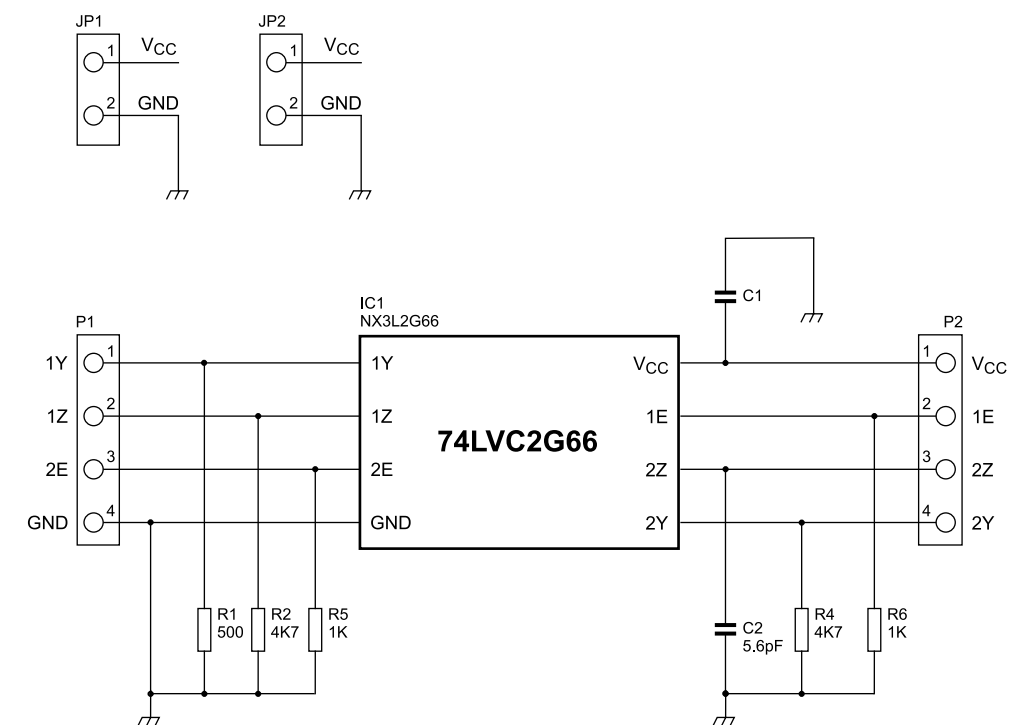 JP1
1 VCC
2 GND
JP2
1 VCC
2 GND
C1
IC1
NX3L2G66
P1
1Y 1
1Z 2
2E 3
GND 4
1Y
1Z
2E
GND
74LVC2G66
VCC
1E
2Z
2Y
P2
1 VCC
2 1E
3 2Z
4 2Y
R1
500
R2
4K7
R5
1K
C2
5.6pF
R4
4K7
R6
1K